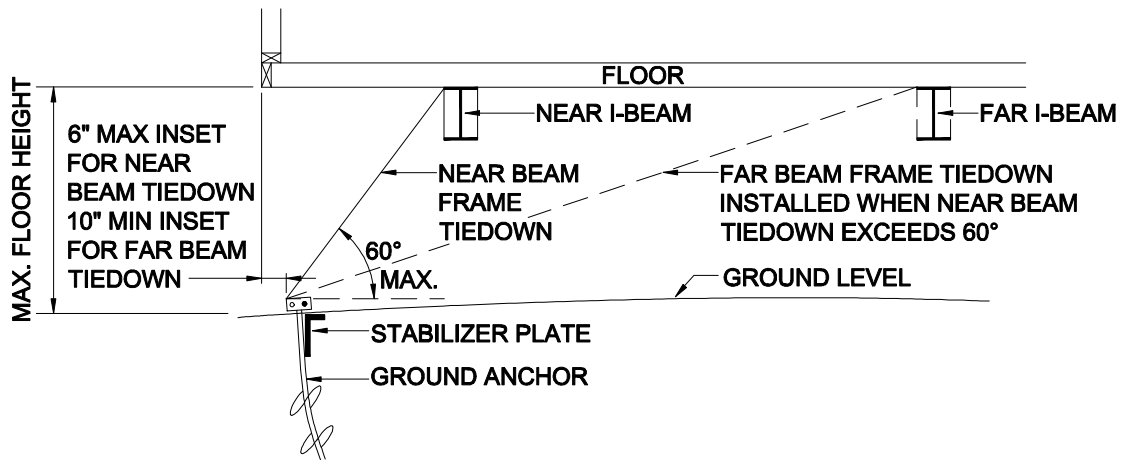 FLOOR
MAX. FLOOR HEIGHT
6" MAX INSET
FOR NEAR
BEAM TIEDOWN
10" MIN INSET
FOR FAR BEAM
TIEDOWN
NEAR I-BEAM
FAR I-BEAM
NEAR BEAM
FRAME
TIEDOWN
FAR BEAM FRAME TIEDOWN
INSTALLED WHEN NEAR BEAM
TIEDOWN EXCEEDS 60°
60°
MAX.
GROUND LEVEL
STABILIZER PLATE
GROUND ANCHOR